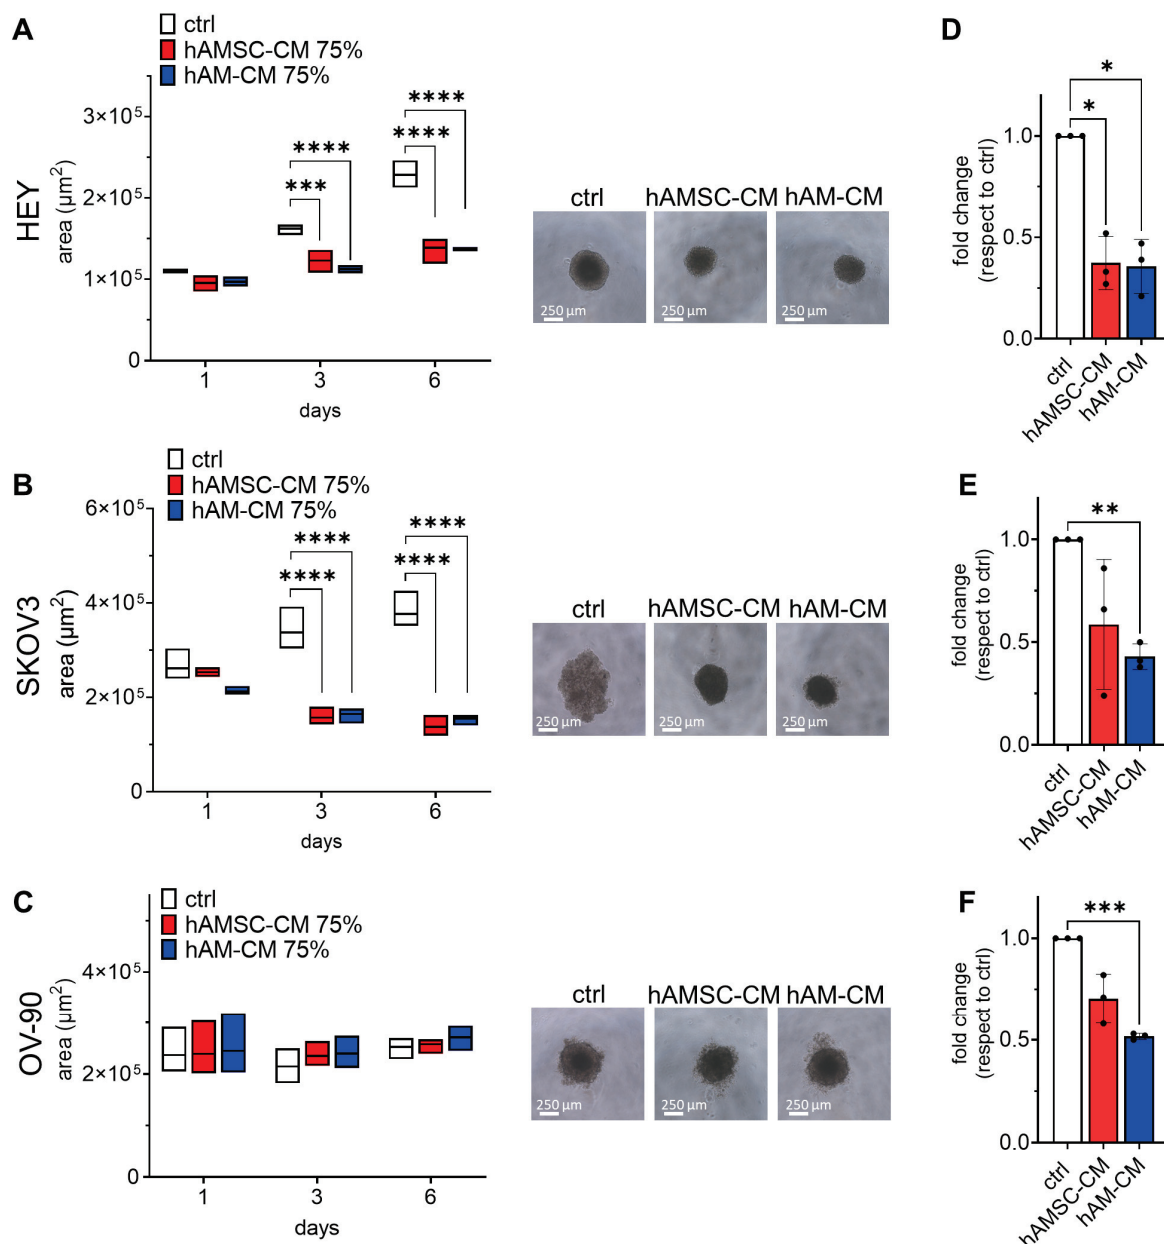 A
ctrl
hAMSC-CM 75%
hAM-CM 75%
HEY
area (µm²)
3×10⁵
2×10⁵
1×10⁵
0
1 3 6
days
*** **** **** ****
ctrl hAMSC-CM hAM-CM
250 µm 250 µm 250 µm
D
fold change
(respect to ctrl)
1.0
0.5
0.0
* *
ctrl
hAMSC-CM
hAM-CM
B
ctrl
hAMSC-CM 75%
hAM-CM 75%
SKOV3
area (µm²)
6×10⁵
4×10⁵
2×10⁵
0
1 3 6
days
**** **** **** ****
ctrl hAMSC-CM hAM-CM
250 µm 250 µm 250 µm
E
fold change
(respect to ctrl)
1.0
0.5
0.0
**
ctrl
hAMSC-CM
hAM-CM
C
ctrl
hAMSC-CM 75%
hAM-CM 75%
OV-90
area (µm²)
4×10⁵
2×10⁵
0
1 3 6
days
ctrl hAMSC-CM hAM-CM
250 µm 250 µm 250 µm
F
fold change
(respect to ctrl)
1.0
0.5
0.0
***
ctrl
hAMSC-CM
hAM-CM